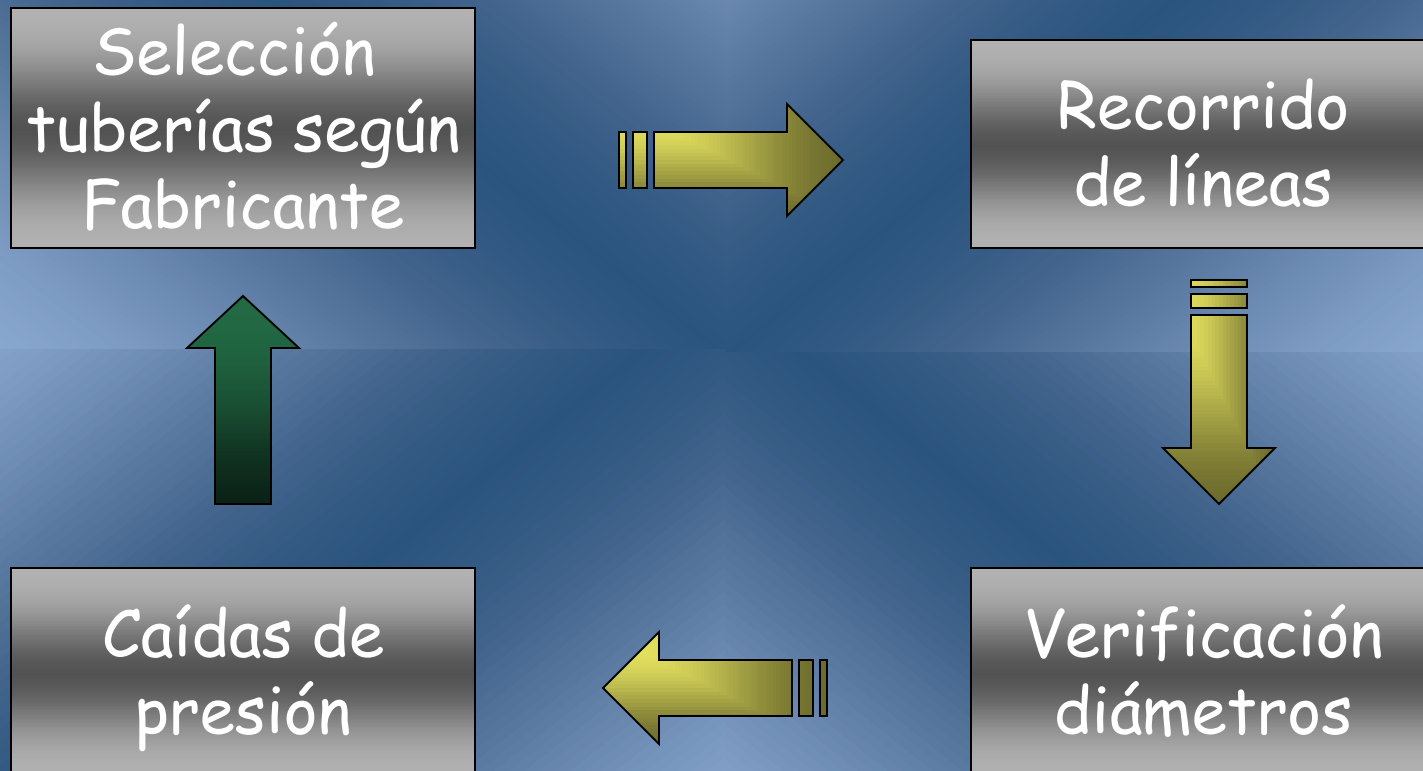 Selección
tuberías según
Fabricante
Recorrido
de líneas
Caídas de
presión
Verificación
diámetros